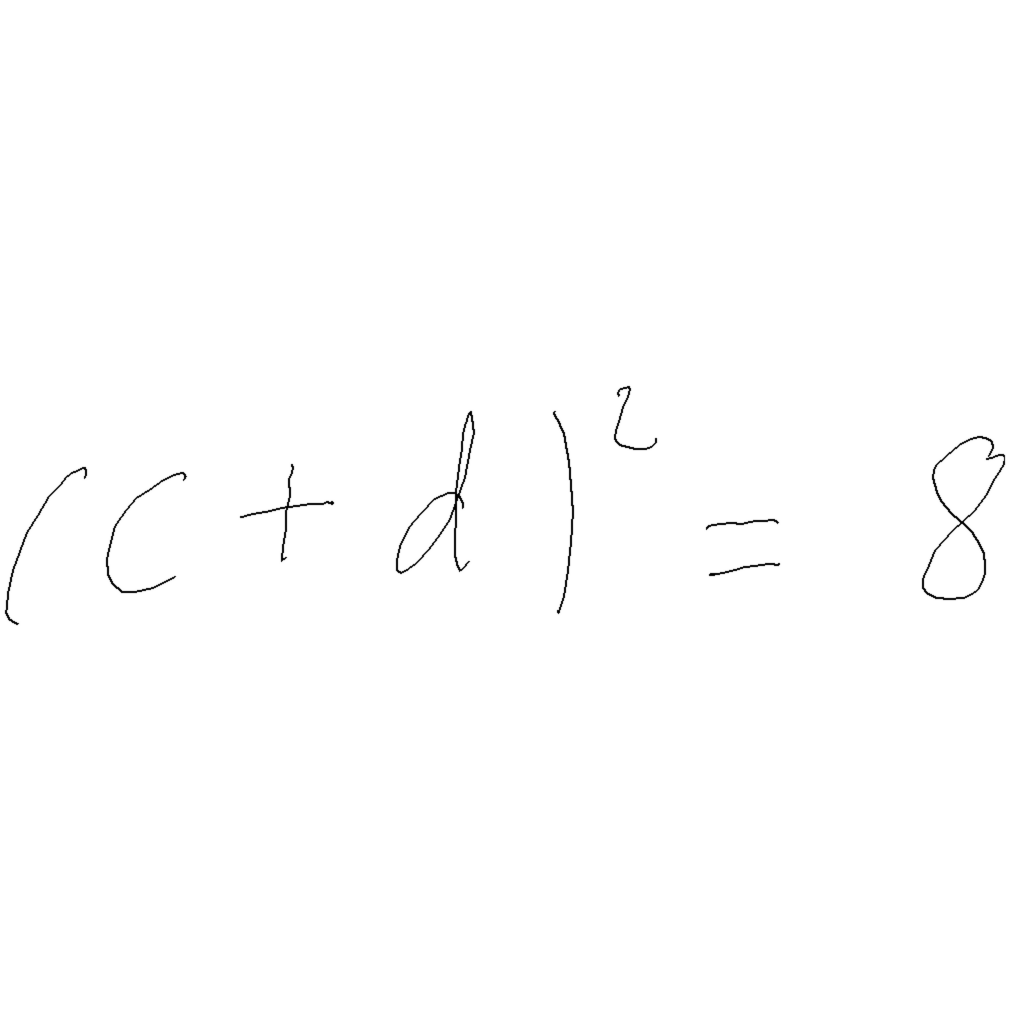 (c+d)² = 8